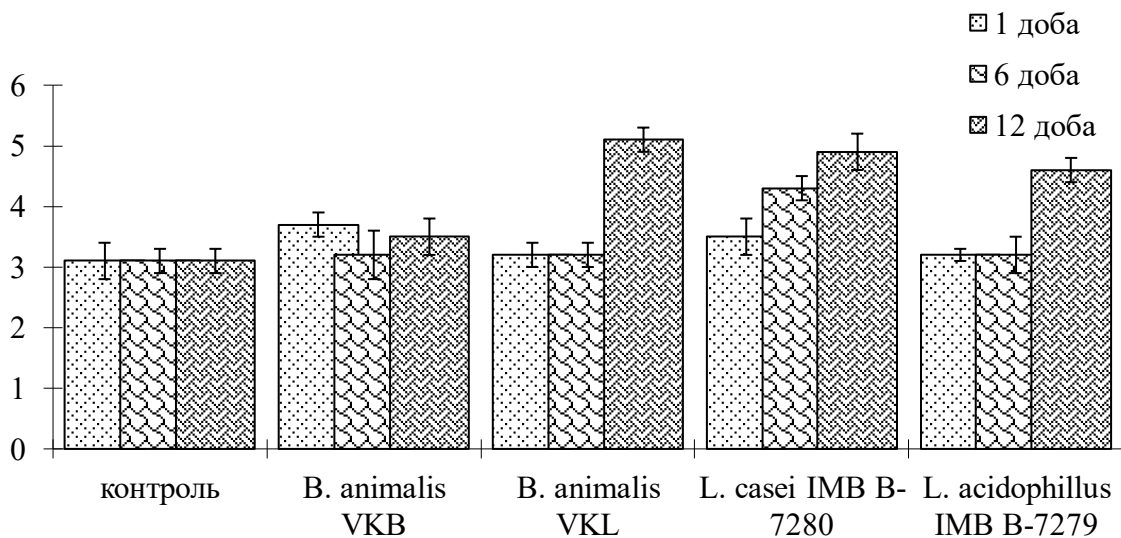 1 доба
6 доба
12 доба
6
5
4
3
2
1
0
контроль
B. animalis
VKB
B. animalis
VKL
L. casei IMB B-
7280
L. acidophillus
IMB B-7279